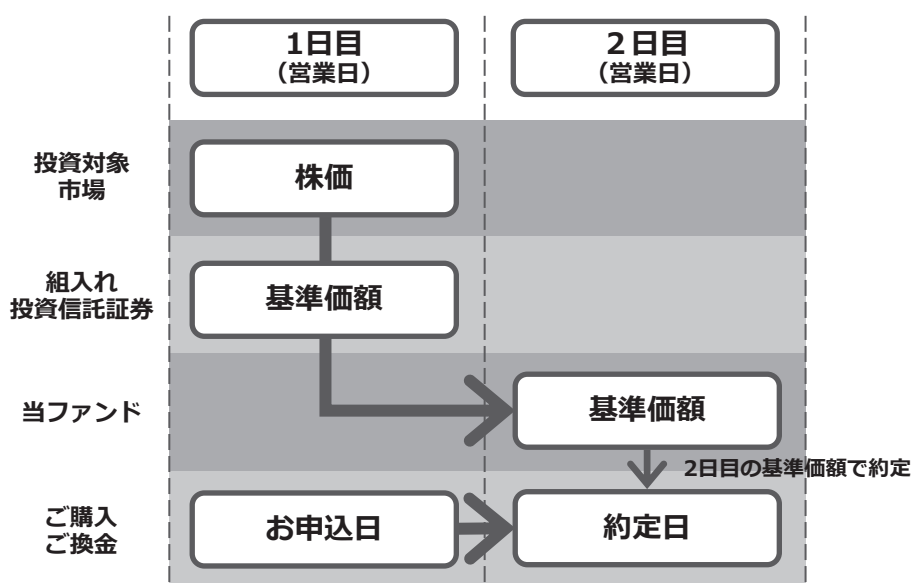 1日目
（営業日）
２日目
（営業日）
投資対象
市場
株価
組入れ
投資信託証券
基準価額
当ファンド
基準価額
2日目の基準価額で約定
ご購入
ご換金
お申込日
約定日